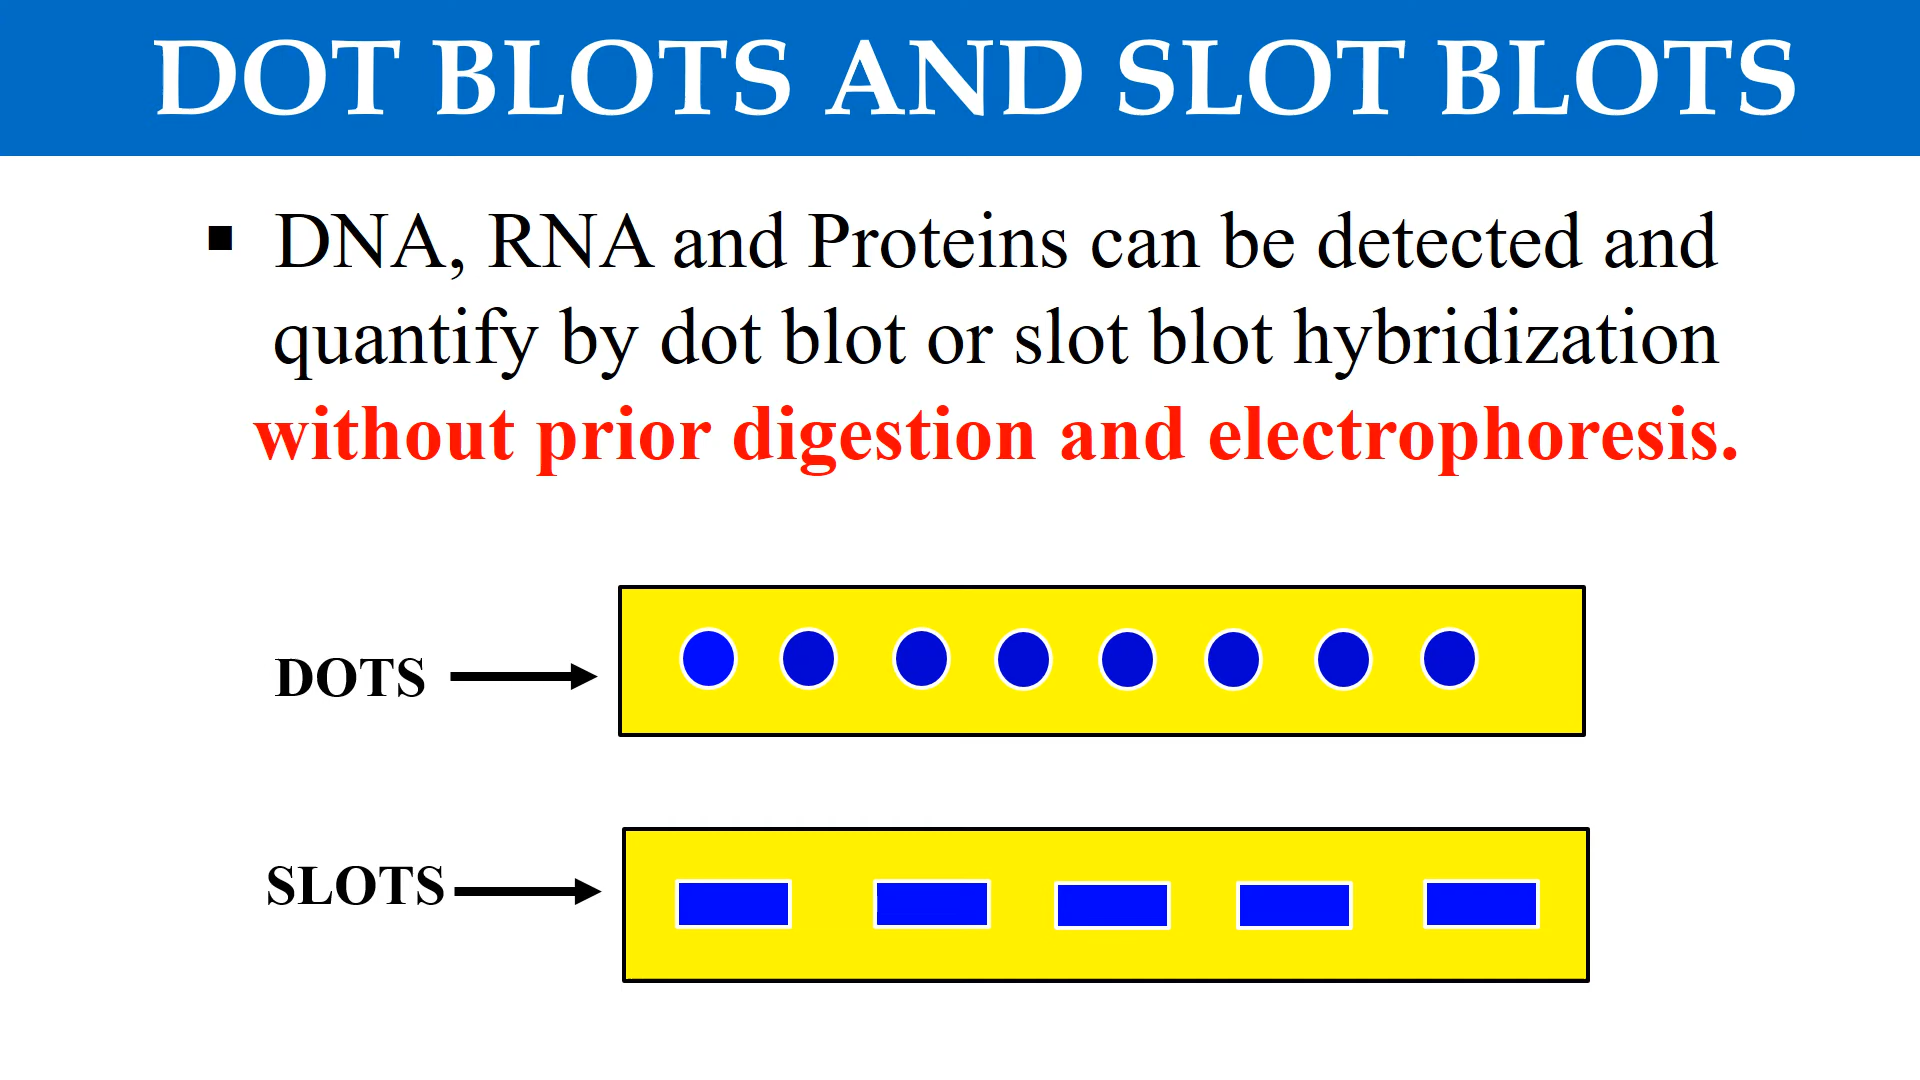 DOT BLOTS AND SLOT BLOTS
▪ DNA, RNA and Proteins can be detected and
quantify by dot blot or slot blot hybridization
without prior digestion and electrophoresis.
DOTS
SLOTS